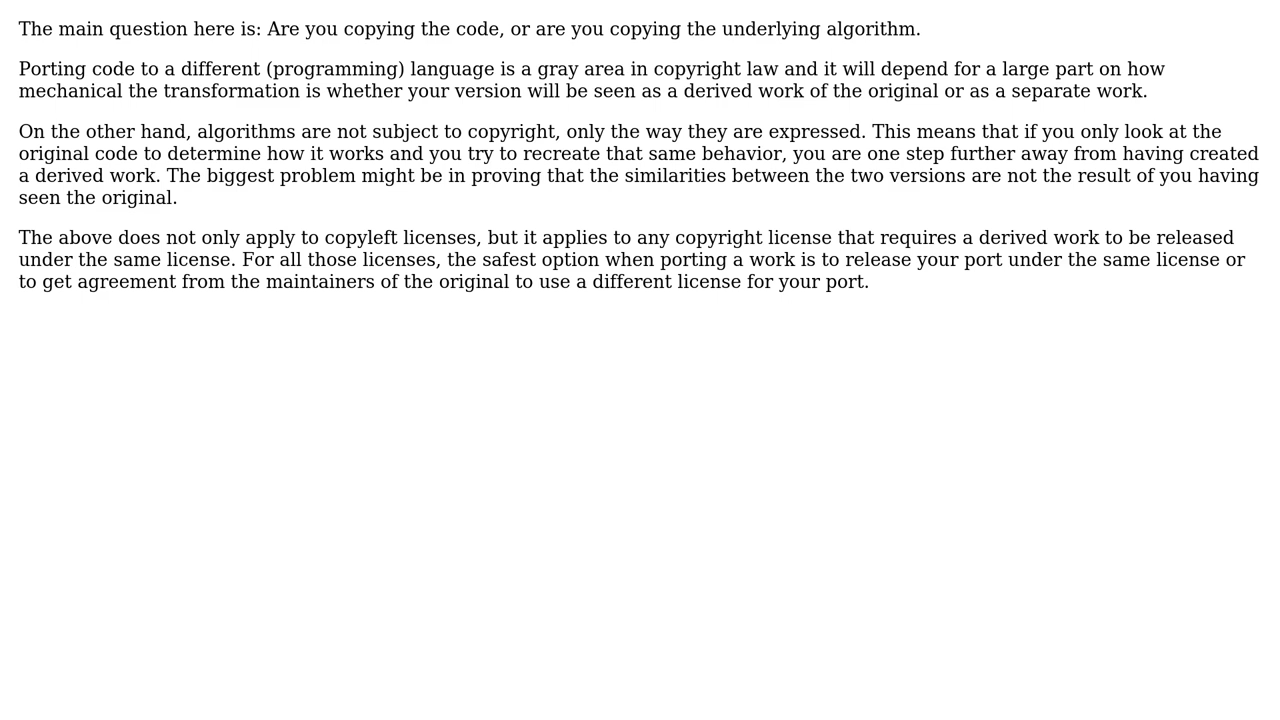 The main question here is: Are you copying the code, or are you copying the underlying algorithm.
Porting code to a different (programming) language is a gray area in copyright law and it will depend for a large part on how
mechanical the transformation is whether your version will be seen as a derived work of the original or as a separate work.
On the other hand, algorithms are not subject to copyright, only the way they are expressed. This means that if you only look at the
original code to determine how it works and you try to recreate that same behavior, you are one step further away from having created
a derived work. The biggest problem might be in proving that the similarities between the two versions are not the result of you having
seen the original.
The above does not only apply to copyleft licenses, but it applies to any copyright license that requires a derived work to be released
under the same license. For all those licenses, the safest option when porting a work is to release your port under the same license or
to get agreement from the maintainers of the original to use a different license for your port.